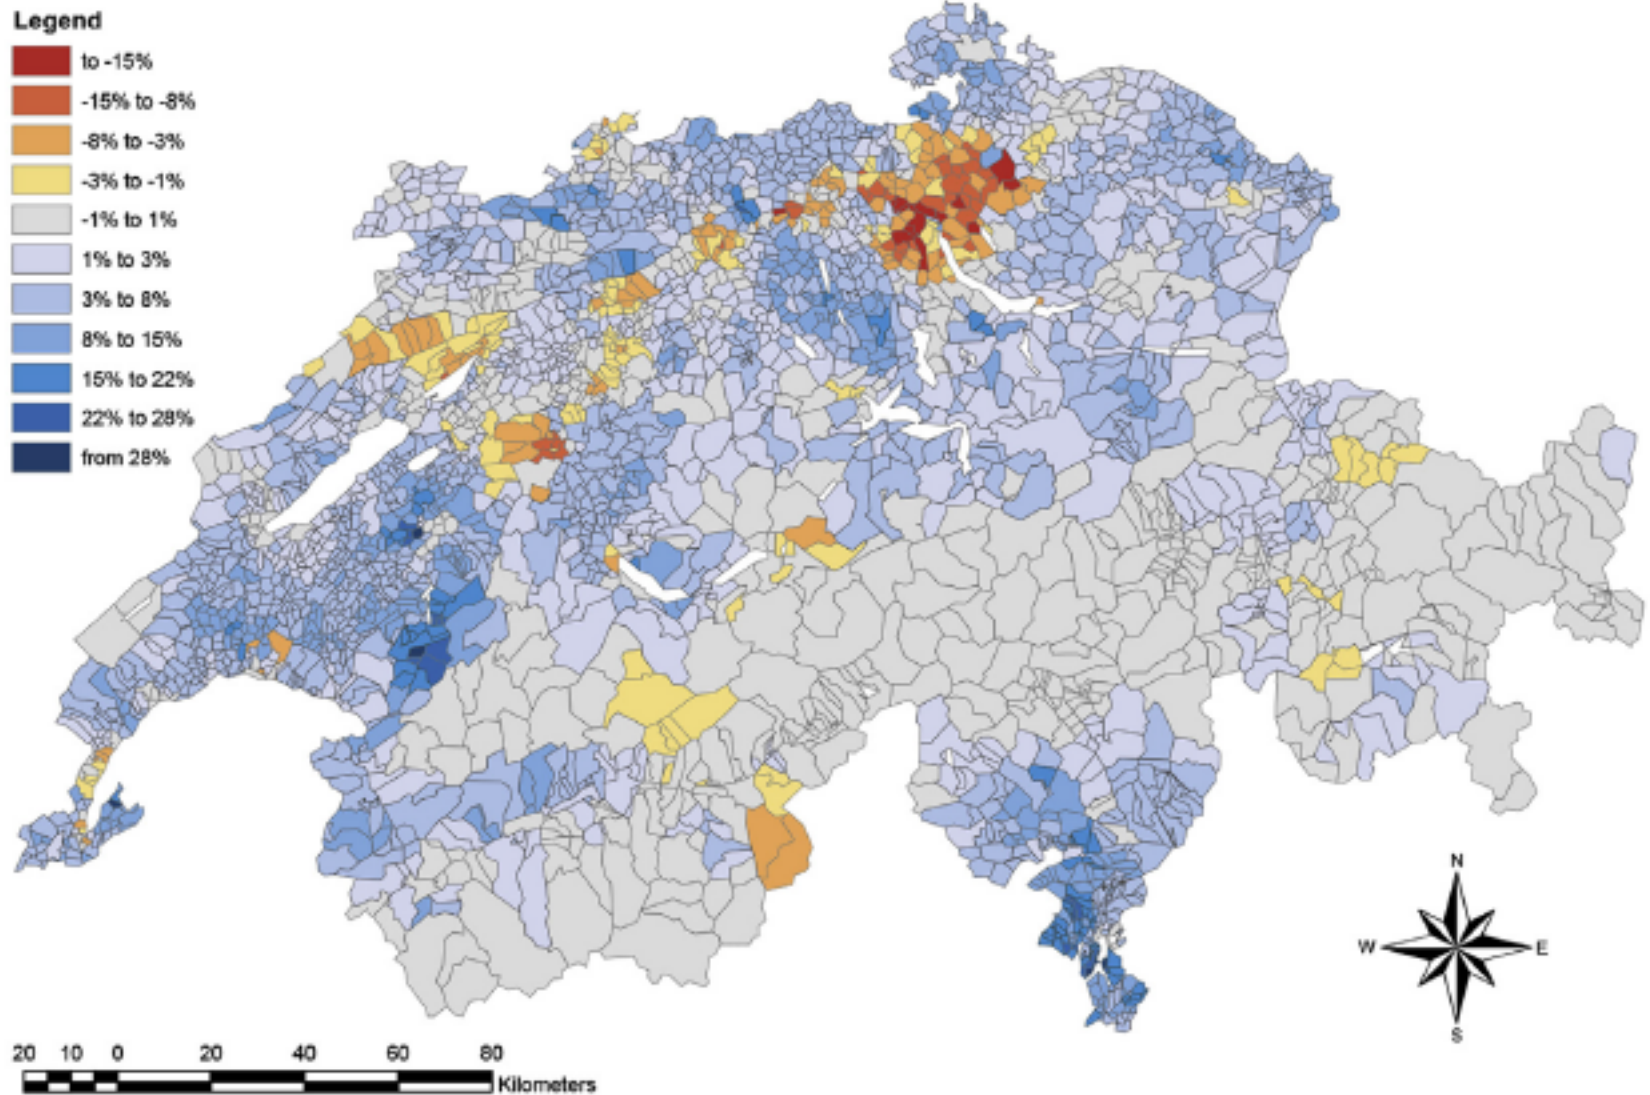 Legend
to -15%
-15% to -8%
-8% to -3%
-3% to -1%
-1% to 1%
1% to 3%
3% to 8%
8% to 15%
15% to 22%
22% to 28%
from 28%
N
W E
S
20 10 0 20 40 60 80
Kilometers